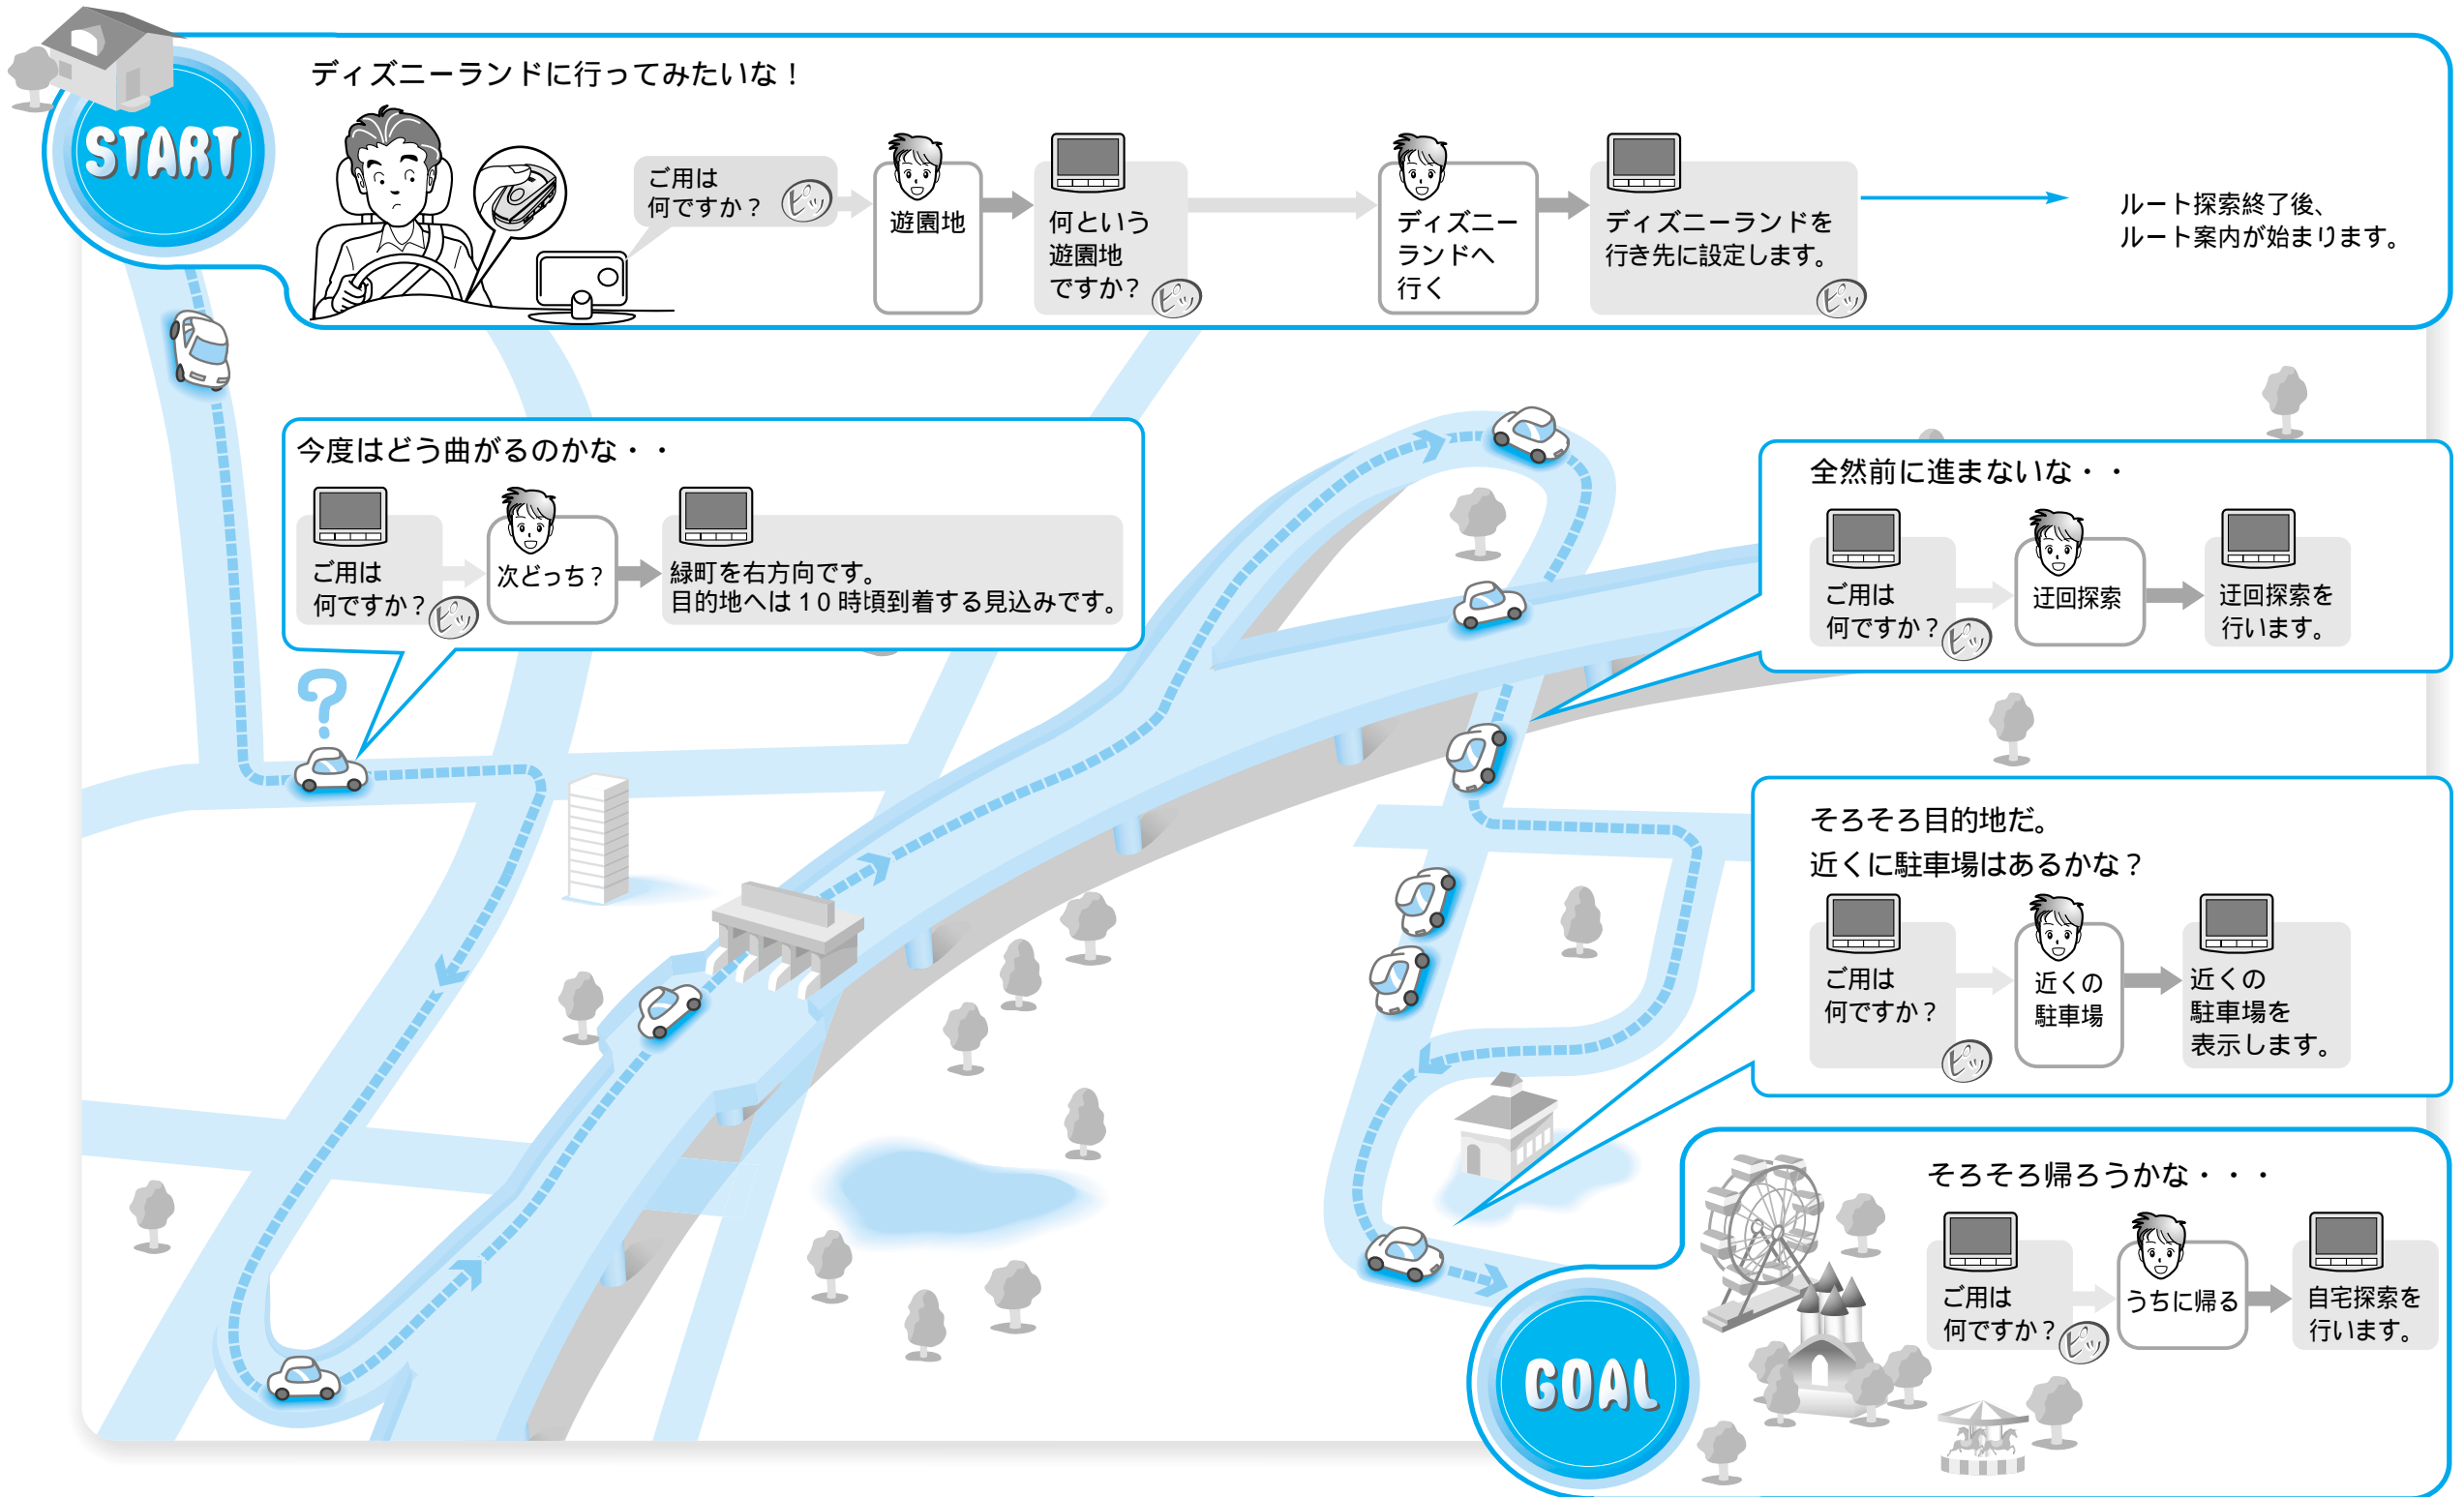 START
ディズニーランドに行ってみたいな！
ご用は
何ですか？
ピッ
遊園地
何という
遊園地
ですか？
ピッ
ディズニー
ランドへ
行く
ディズニーランドを
行き先に設定します。
ピッ
ルート探索終了後、
ルート案内が始まります。
今度はどう曲がるのかな・・
ご用は
何ですか？
ピッ
次どっち？
緑町を右方向です。
目的地へは10時頃到着する見込みです。
?
全然前に進まないな・・
ご用は
何ですか？
ピッ
迂回探索
迂回探索を
行います。
そろそろ目的地だ。
近くに駐車場はあるかな？
ご用は
何ですか？
ピッ
近くの
駐車場
近くの
駐車場を
表示します。
そろそろ帰ろうかな・・・
ご用は
何ですか？
ピッ
うちに帰る
自宅探索を
行います。
GOAL